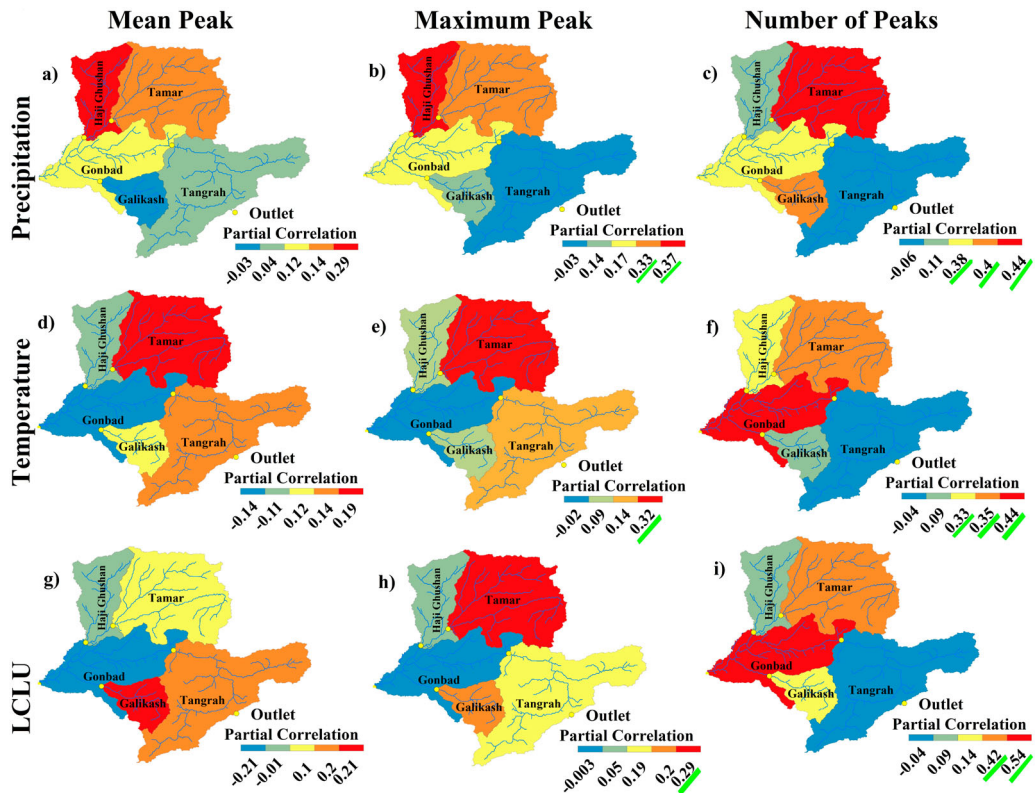 Mean Peak
Maximum Peak
Number of Peaks
Precipitation
a)
Haji Ghushan
Tamar
Gonbad
Galikash
Tangrah
Outlet
Partial Correlation
-0.03 0.04 0.12 0.14 0.29
b)
Haji Ghushan
Tamar
Gonbad
Galikash
Tangrah
Outlet
Partial Correlation
-0.03 0.14 0.17 0.33 0.37
c)
Haji Ghushan
Tamar
Gonbad
Galikash
Tangrah
Outlet
Partial Correlation
-0.06 0.11 0.38 0.4 0.44
Temperature
d)
Haji Ghushan
Tamar
Gonbad
Galikash
Tangrah
Outlet
Partial Correlation
-0.14 -0.11 0.12 0.14 0.19
e)
Haji Ghushan
Tamar
Gonbad
Galikash
Tangrah
Outlet
Partial Correlation
-0.02 0.09 0.14 0.32
f)
Haji Ghushan
Tamar
Gonbad
Galikash
Tangrah
Outlet
Partial Correlation
-0.04 0.09 0.33 0.35 0.44
LCLU
g)
Haji Ghushan
Tamar
Gonbad
Galikash
Tangrah
Outlet
Partial Correlation
-0.21 -0.01 0.1 0.2 0.21
h)
Haji Ghushan
Tamar
Gonbad
Galikash
Tangrah
Outlet
Partial Correlation
-0.003 0.05 0.19 0.2 0.29
i)
Haji Ghushan
Tamar
Gonbad
Galikash
Tangrah
Outlet
Partial Correlation
-0.04 0.09 0.14 0.42 0.54